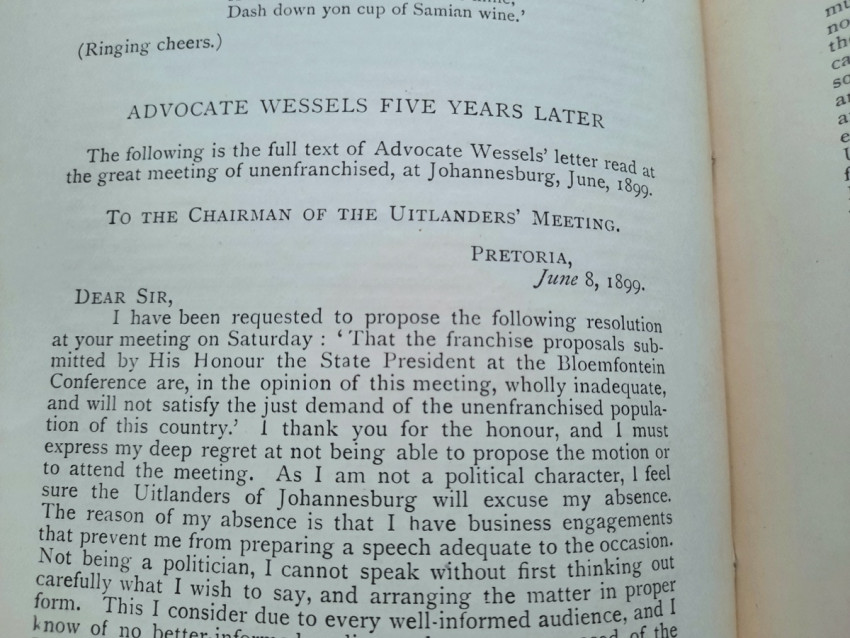 Dash down yon cup of Samian wine.’
(Ringing cheers.)
ADVOCATE WESSELS FIVE YEARS LATER
The following is the full text of Advocate Wessels’ letter read at
the great meeting of unenfranchised, at Johannesburg, June, 1899.
TO THE CHAIRMAN OF THE UITLANDERS’ MEETING.
PRETORIA,
June 8, 1899.
DEAR SIR,
I have been requested to propose the following resolution
at your meeting on Saturday : ‘That the franchise proposals sub-
mitted by His Honour the State President at the Bloemfontein
Conference are, in the opinion of this meeting, wholly inadequate,
and will not satisfy the just demand of the unenfranchised popula-
tion of this country.’ I thank you for the honour, and I must
express my deep regret at not being able to propose the motion or
to attend the meeting. As I am not a political character, I feel
sure the Uitlanders of Johannesburg will excuse my absence.
The reason of my absence is that I have business engagements
that prevent me from preparing a speech adequate to the occasion.
Not being a politician, I cannot speak without first thinking out
carefully what I wish to say, and arranging the matter in proper
form. This I consider due to every well-informed audience, and I
know of no better-informed of the